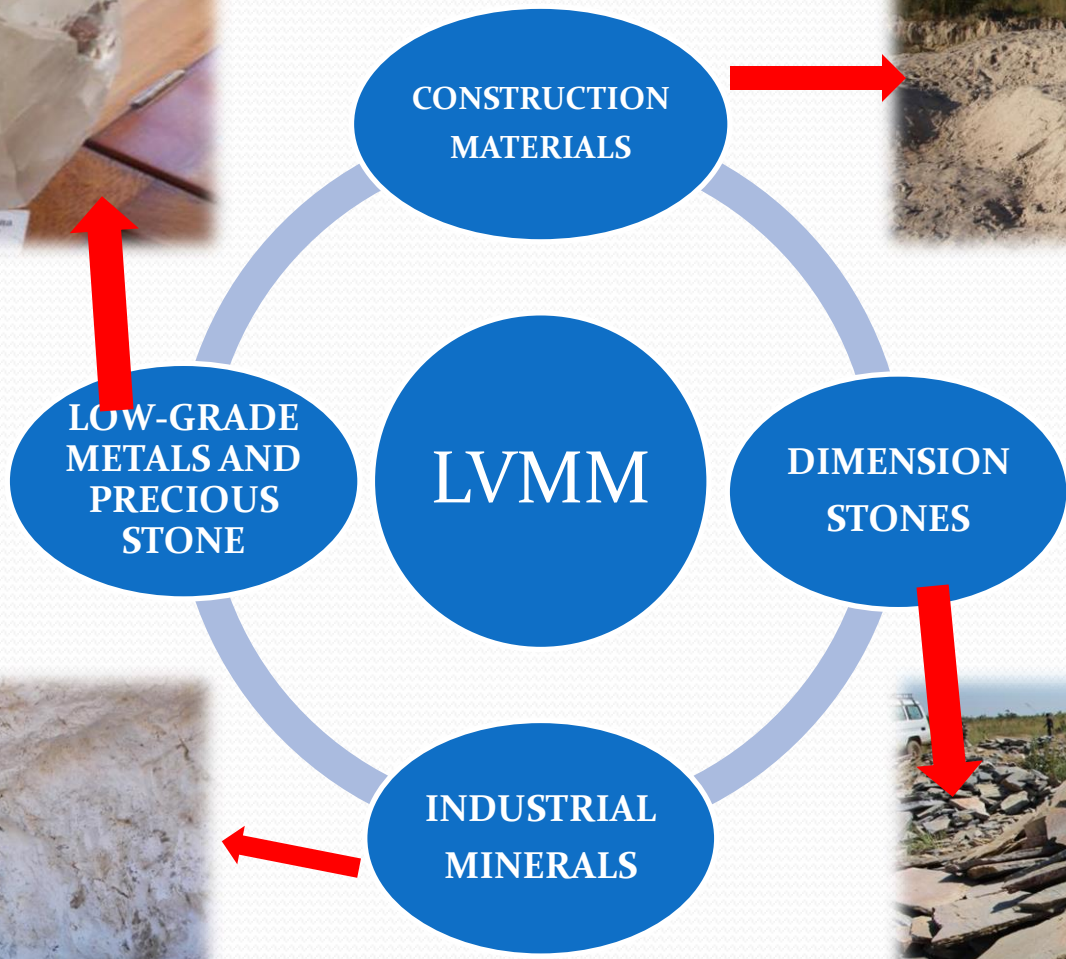 CONSTRUCTION
MATERIALS
LOW-GRADE
METALS AND
PRECIOUS
STONE
LVMM
DIMENSION
STONES
INDUSTRIAL
MINERALS